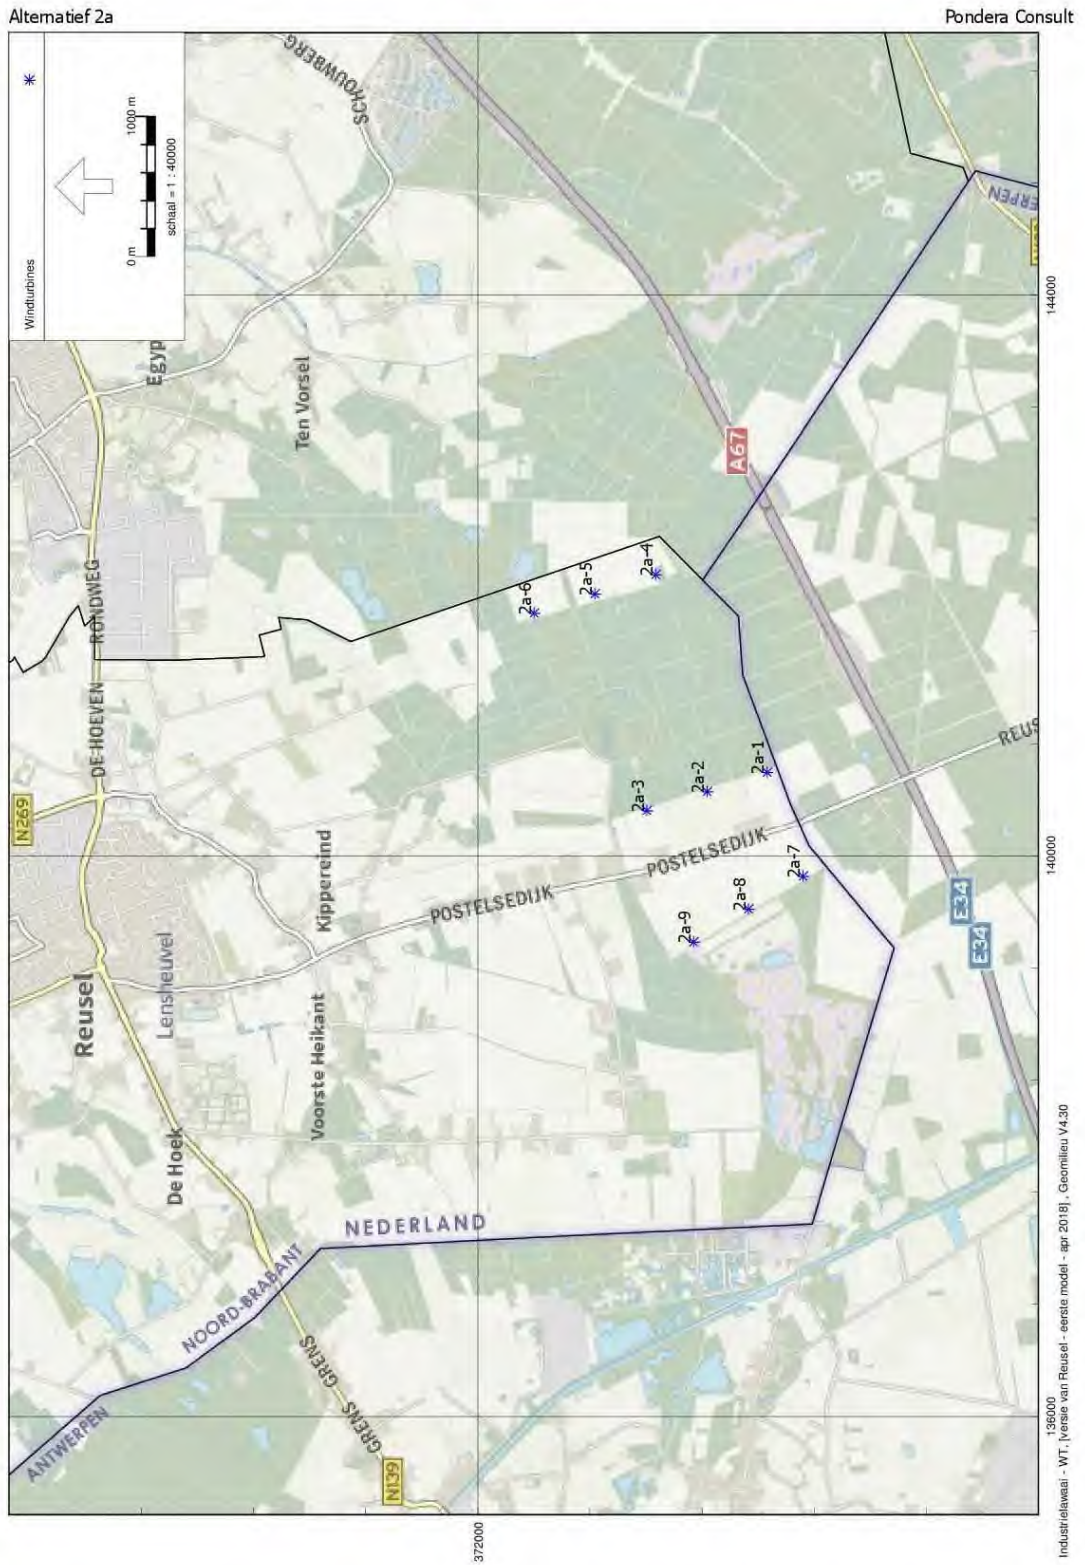 Alternatief 2a
Pondera Consult
Windturbines
0 m
1000 m
schaal = 1 : 40000
SCHOUWBERG
Egyp
Ten Vorsel
RONDWEG
DE HOEVEN
N269
Reusel
Lensheuvel
Kippereind
Voorste Heikant
De Hoek
POSTELSEDIJK
POSTELSEDIJK
2a-6
2a-5
2a-4
2a-3
2a-2
2a-1
2a-9
2a-8
2a-7
A67
E34
E34
REUS
NEDERLAND
NOORD-BRABANT
ANTWERPEN
GRENS
GRENS
N139
ERPEN
144000
140000
136000
372000
Industrielawaai - WT, [versie van Reusel - eerste model - apr 2018] , Geomilieu V4.30